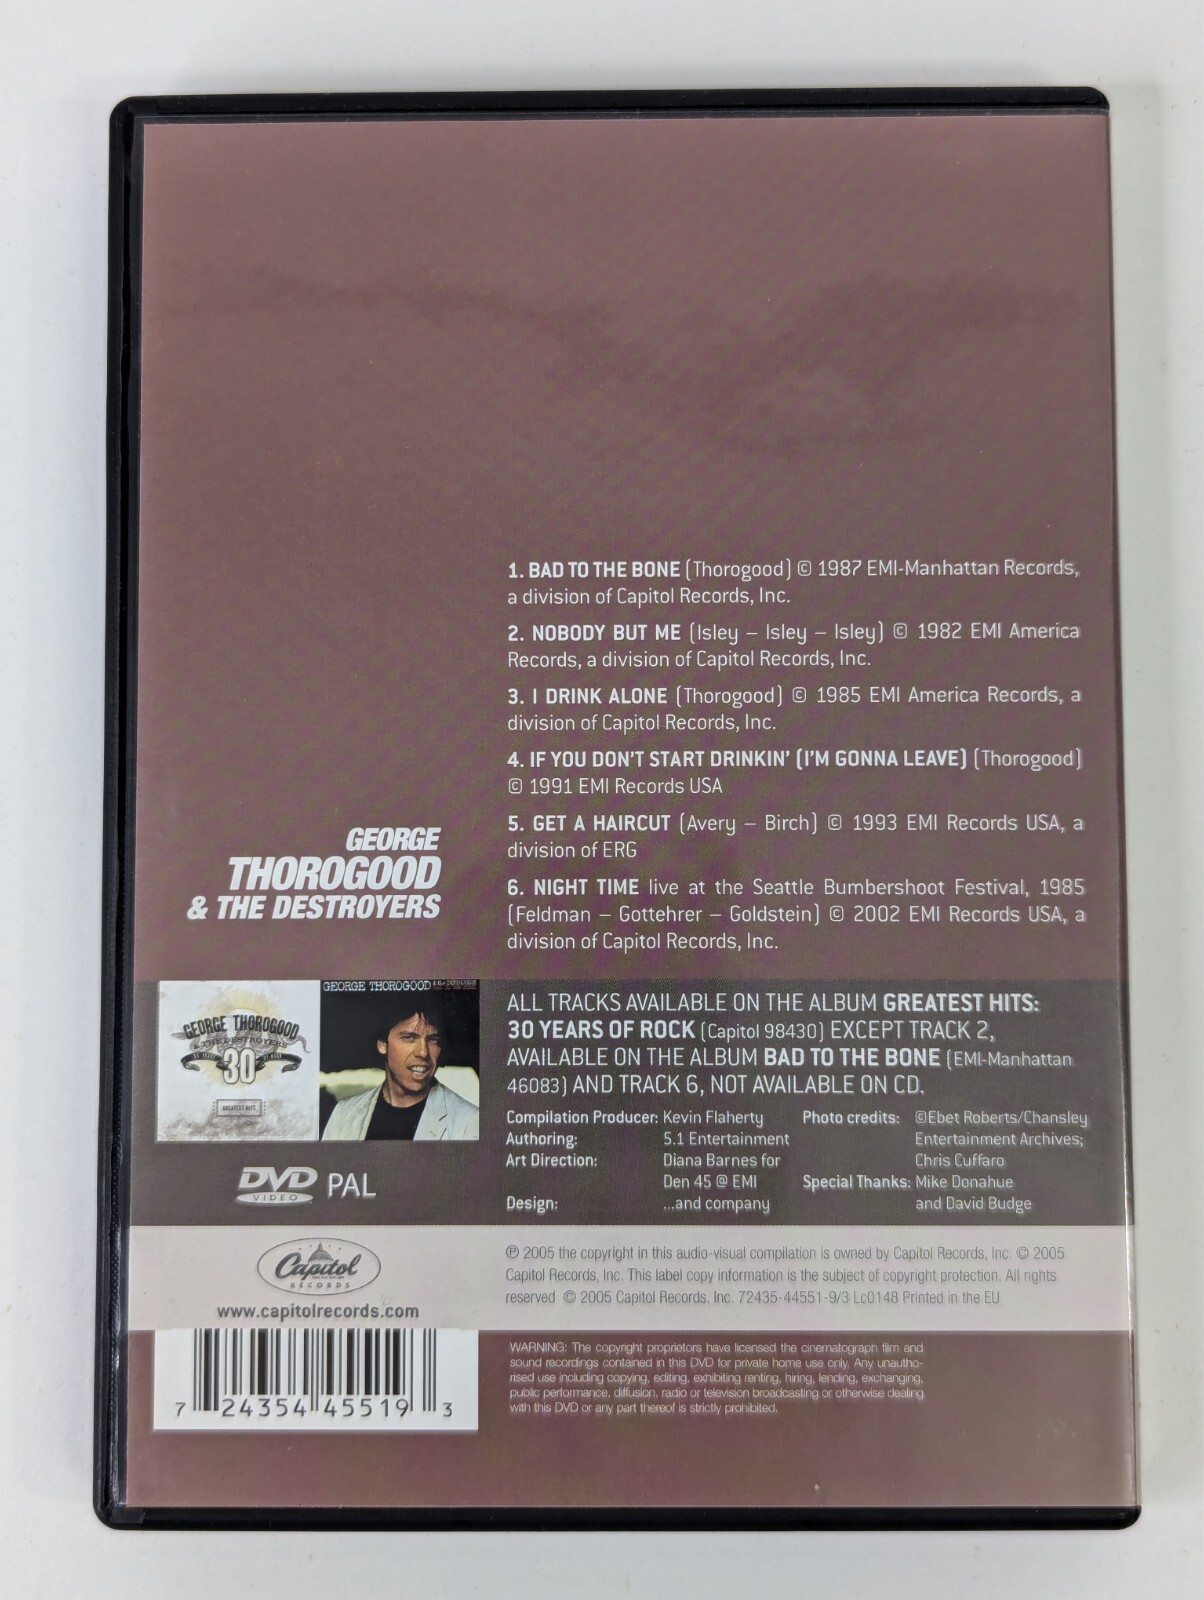 1. BAD TO THE BONE (Thorogood) © 1987 EMI-Manhattan Records,
a division of Capitol Records, Inc.
2. NOBODY BUT ME (Isley – Isley – Isley) © 1982 EMI America
Records, a division of Capitol Records, Inc.
3. I DRINK ALONE (Thorogood) © 1985 EMI America Records, a
division of Capitol Records, Inc.
4. IF YOU DON'T START DRINKIN' (I'M GONNA LEAVE) (Thorogood)
© 1991 EMI Records USA
5. GET A HAIRCUT (Avery – Birch) © 1993 EMI Records USA, a
division of ERG
6. NIGHT TIME live at the Seattle Bumbershoot Festival, 1985
(Feldman – Gottehrer – Goldstein) © 2002 EMI Records USA, a
division of Capitol Records, Inc.
GEORGE
THOROGOOD
& THE DESTROYERS
GEORGE THOROGOOD
& THE DESTROYERS
30
GREATEST HITS
GEORGE THOROGOOD
ALL TRACKS AVAILABLE ON THE ALBUM GREATEST HITS:
30 YEARS OF ROCK (Capitol 98430) EXCEPT TRACK 2,
AVAILABLE ON THE ALBUM BAD TO THE BONE (EMI-Manhattan
46083) AND TRACK 6, NOT AVAILABLE ON CD.
Compilation Producer: Kevin Flaherty
Authoring: 5.1 Entertainment
Art Direction: Diana Barnes for
Den 45 @ EMI
Design: ...and company
Photo credits: ©Ebet Roberts/Chansley
Entertainment Archives;
Chris Cuffaro
Special Thanks: Mike Donahue
and David Budge
DVD VIDEO PAL
Capitol
RECORDS
www.capitolrecords.com
℗ 2005 the copyright in this audio-visual compilation is owned by Capitol Records, Inc. © 2005
Capitol Records, Inc. This label copy information is the subject of copyright protection. All rights
reserved © 2005 Capitol Records, Inc. 72435-44551-9/3 Lc0148 Printed in the EU
7 24354 45519 3
WARNING: The copyright proprietors have licensed the cinematograph film and
sound recordings contained in this DVD for private home use only. Any unautho-
rised use including copying, editing, exhibiting renting, hiring, lending, exchanging,
public performance, diffusion, radio or television broadcasting or otherwise dealing
with this DVD or any part thereof is strictly prohibited.